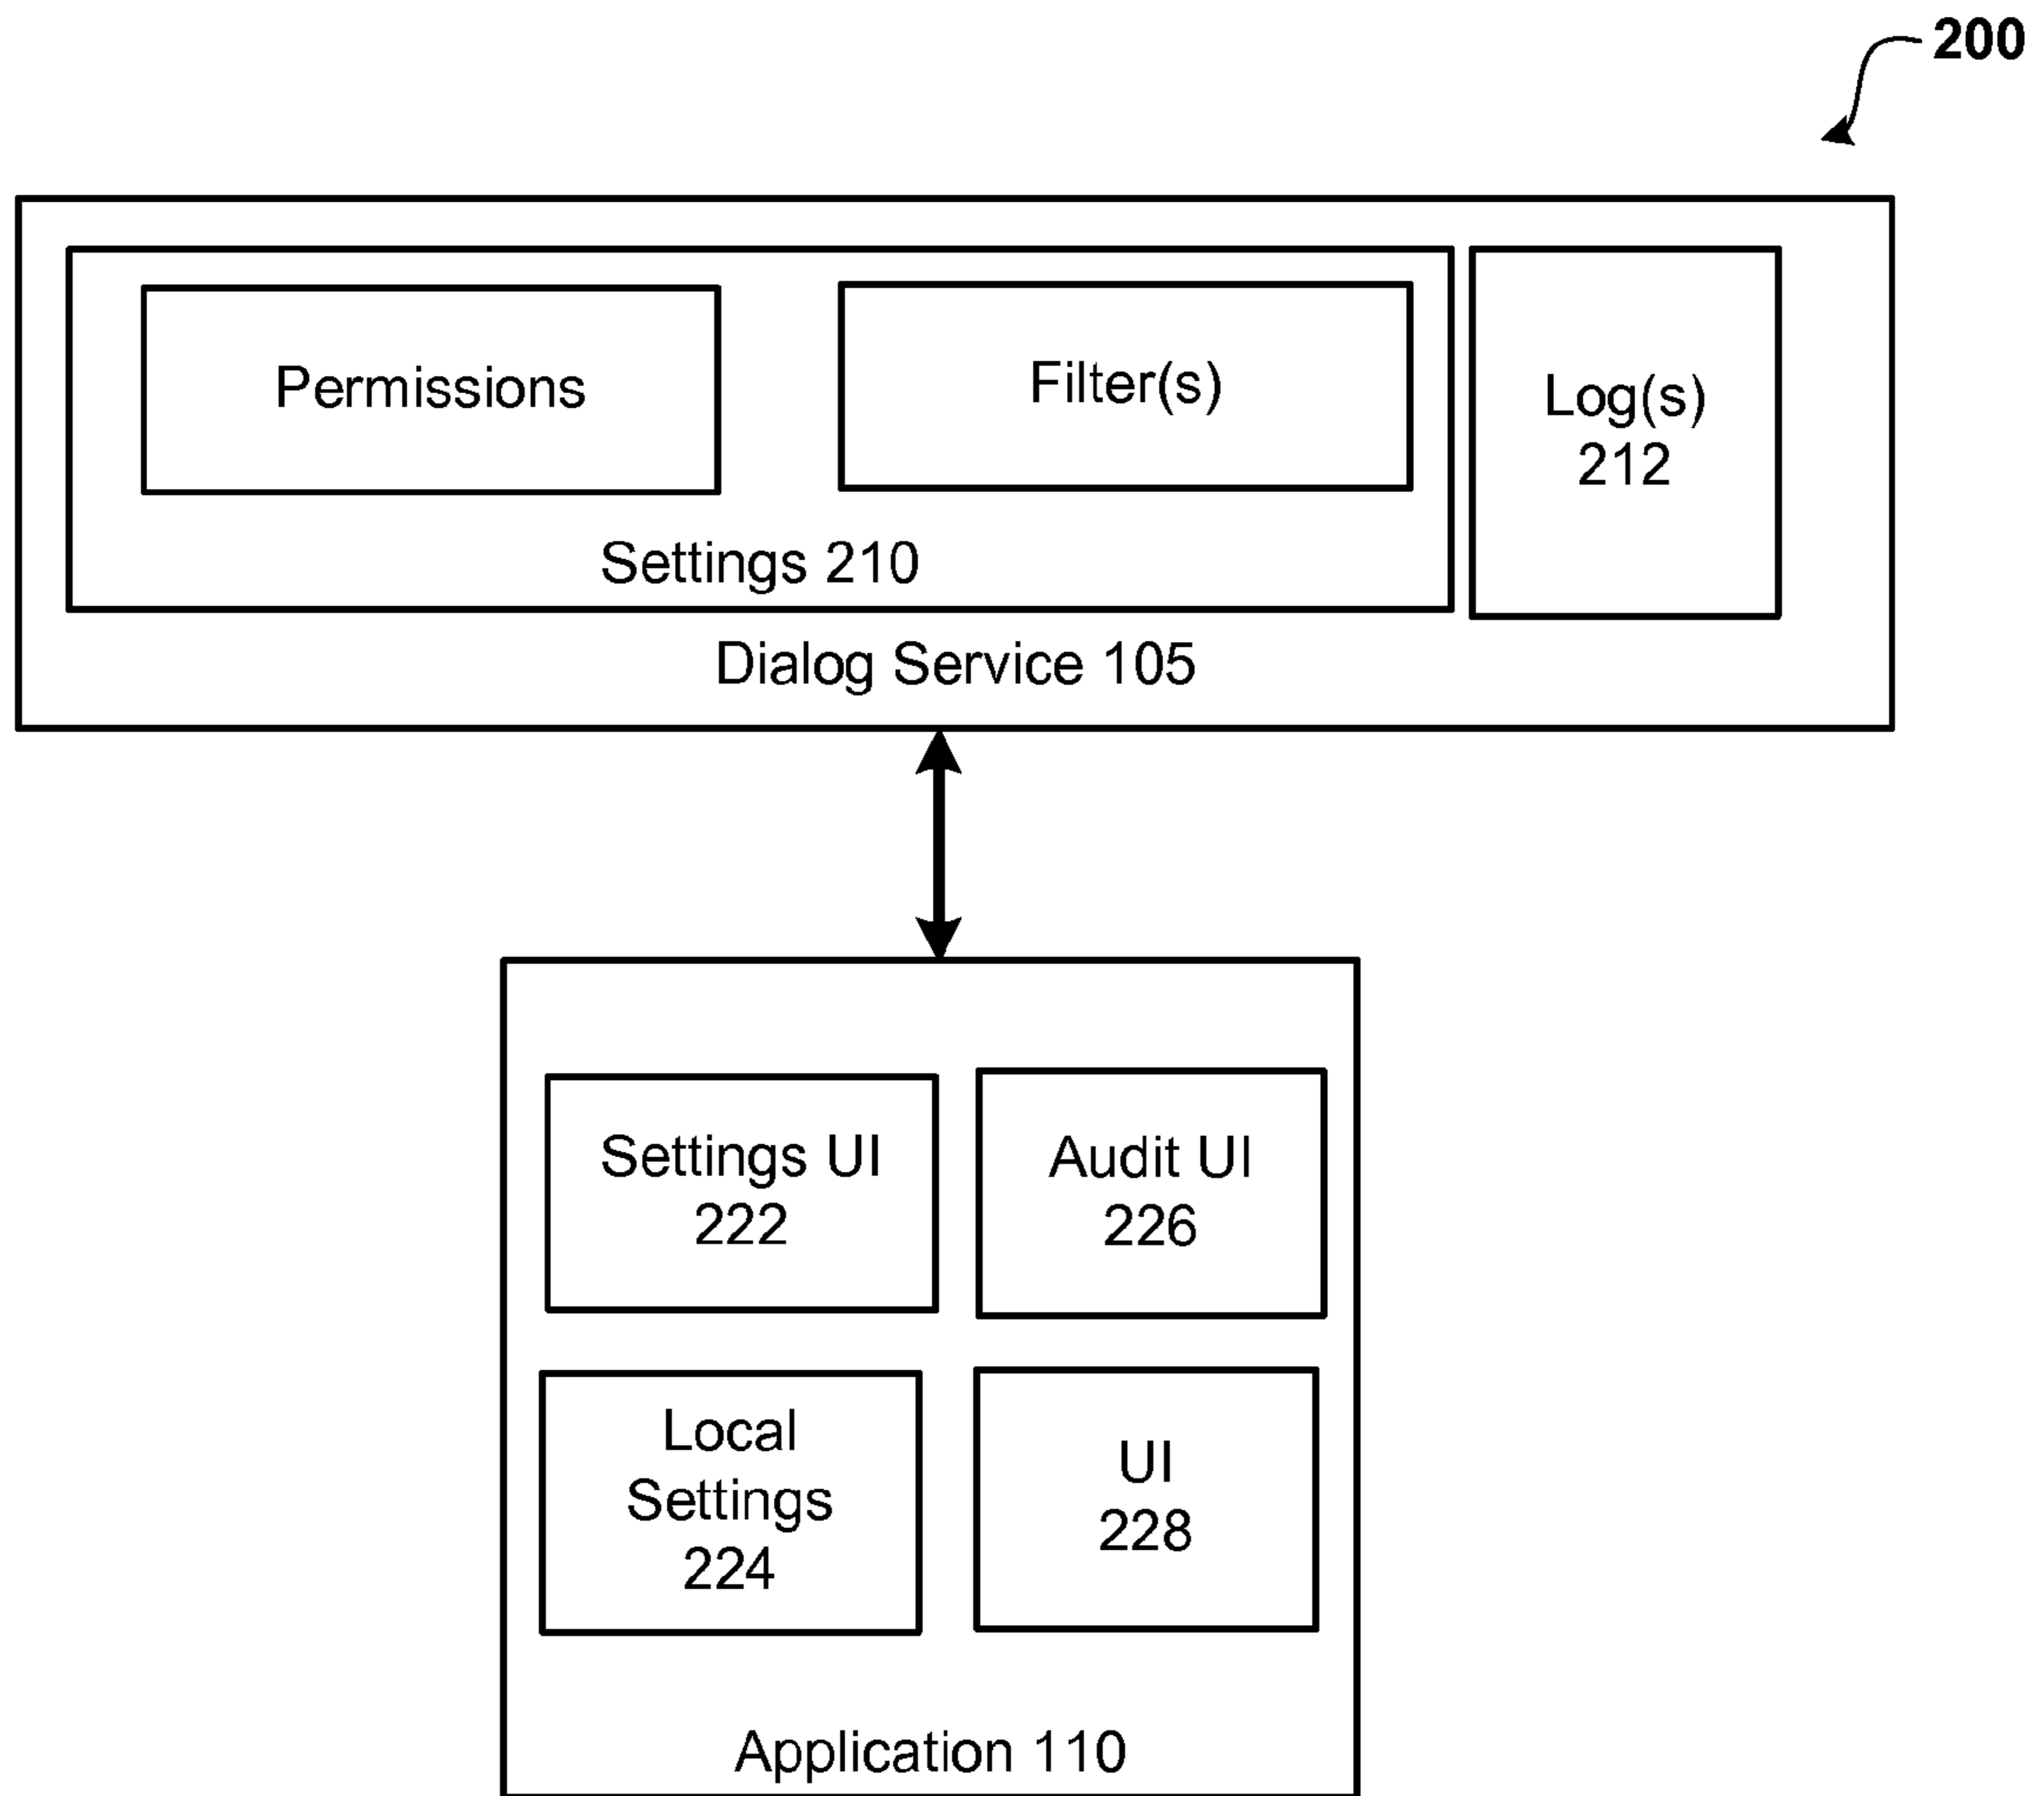 200
Permissions
Filter(s)
Log(s)
212
Settings 210
Dialog Service 105
Settings UI
222
Audit UI
226
Local
Settings
224
UI
228
Application 110